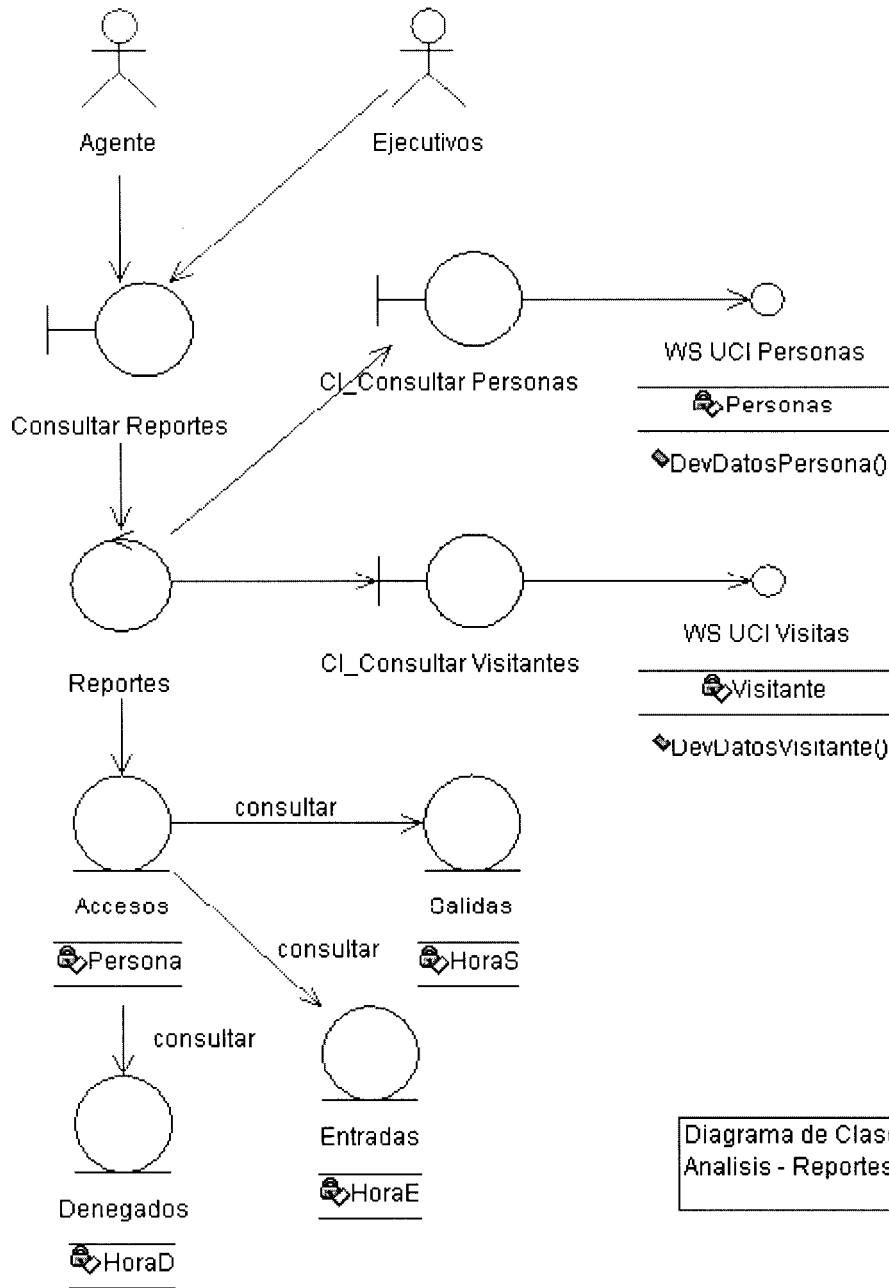 Agente
Ejecutivos
CI_Consultar Personas
WS UCI Personas
Personas
DevDatosPersona()
Consultar Reportes
CI_Consultar Visitantes
WS UCI Visitas
Visitante
DevDatosVisitante()
Reportes
consultar
Accesos
Salidas
Persona
consultar
HoraS
consultar
Entradas
HoraE
Denegados
HoraD
Diagrama de Clas
Analisis - Reportes